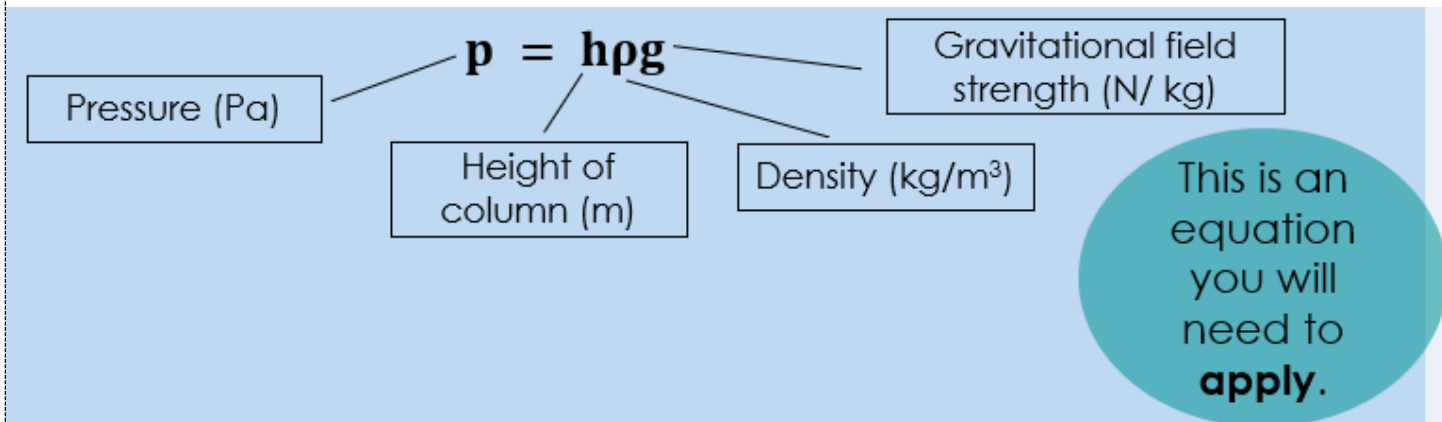 p = hρg
Pressure (Pa)
Height of
column (m)
Density (kg/m³)
Gravitational field
strength (N/ kg)
This is an
equation
you will
need to
apply.